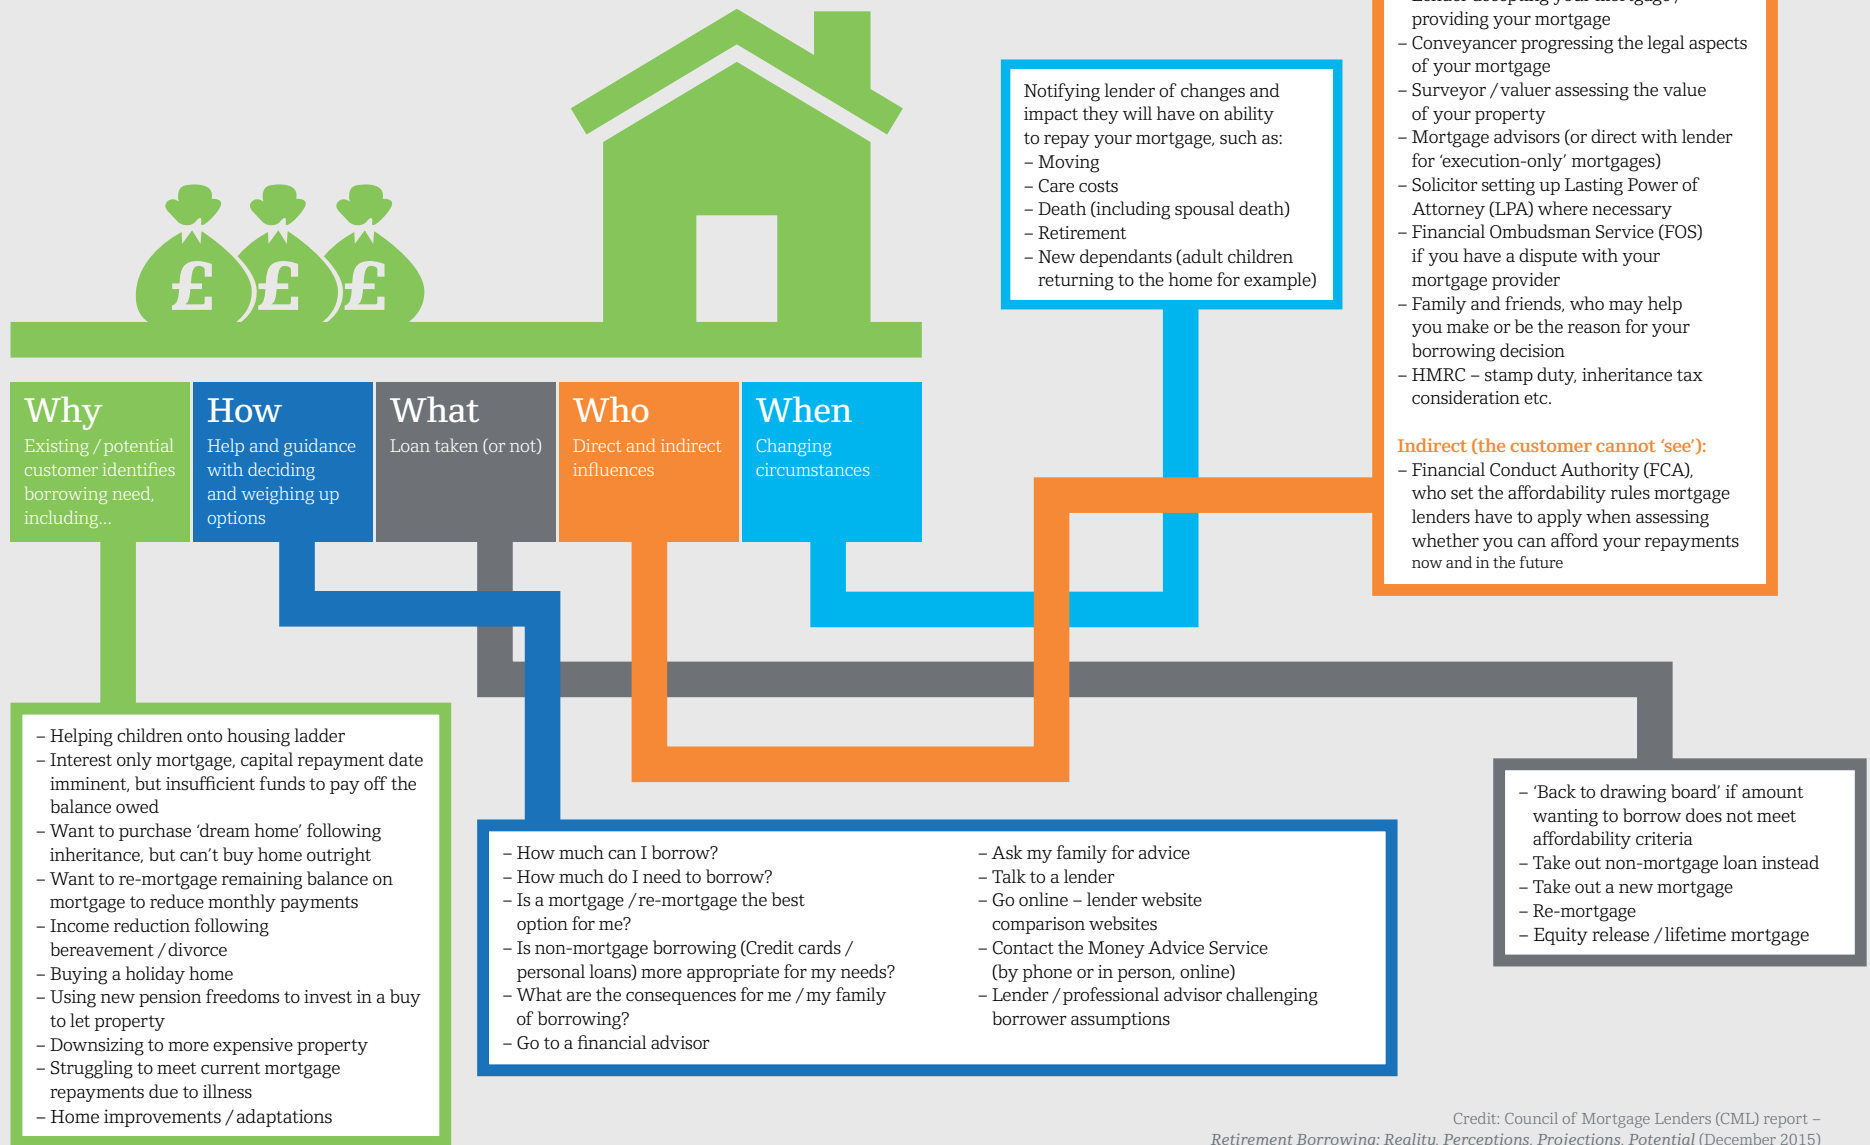 £ £ £
Why
Existing / potential
customer identifies
borrowing need,
including...
How
Help and guidance
with deciding
and weighing up
options
What
Loan taken (or not)
Who
Direct and indirect
influences
When
Changing
circumstances
– Helping children onto housing ladder
– Interest only mortgage, capital repayment date
imminent, but insufficient funds to pay off the
balance owed
– Want to purchase ‘dream home’ following
inheritance, but can’t buy home outright
– Want to re-mortgage remaining balance on
mortgage to reduce monthly payments
– Income reduction following
bereavement / divorce
– Buying a holiday home
– Using new pension freedoms to invest in a buy
to let property
– Downsizing to more expensive property
– Struggling to meet current mortgage
repayments due to illness
– Home improvements / adaptations
– How much can I borrow?
– How much do I need to borrow?
– Is a mortgage / re-mortgage the best
option for me?
– Is non-mortgage borrowing (Credit cards /
personal loans) more appropriate for my needs?
– What are the consequences for me / my family
of borrowing?
– Go to a financial advisor
– Ask my family for advice
– Talk to a lender
– Go online – lender website
comparison websites
– Contact the Money Advice Service
(by phone or in person, online)
– Lender / professional advisor challenging
borrower assumptions
– ‘Back to drawing board’ if amount
wanting to borrow does not meet
affordability criteria
– Take out non-mortgage loan instead
– Take out a new mortgage
– Re-mortgage
– Equity release / lifetime mortgage
– Lender accepting your mortgage /
providing your mortgage
– Conveyancer progressing the legal aspects
of your mortgage
– Surveyor / valuer assessing the value
of your property
– Mortgage advisors (or direct with lender
for ‘execution-only’ mortgages)
– Solicitor setting up Lasting Power of
Attorney (LPA) where necessary
– Financial Ombudsman Service (FOS)
if you have a dispute with your
mortgage provider
– Family and friends, who may help
you make or be the reason for your
borrowing decision
– HMRC – stamp duty, inheritance tax
consideration etc.
Indirect (the customer cannot ‘see’):
– Financial Conduct Authority (FCA),
who set the affordability rules mortgage
lenders have to apply when assessing
whether you can afford your repayments
now and in the future
Notifying lender of changes and
impact they will have on ability
to repay your mortgage, such as:
– Moving
– Care costs
– Death (including spousal death)
– Retirement
– New dependants (adult children
returning to the home for example)
Credit: Council of Mortgage Lenders (CML) report –
Retirement Borrowing: Reality, Perceptions, Projections, Potential (December 2015)